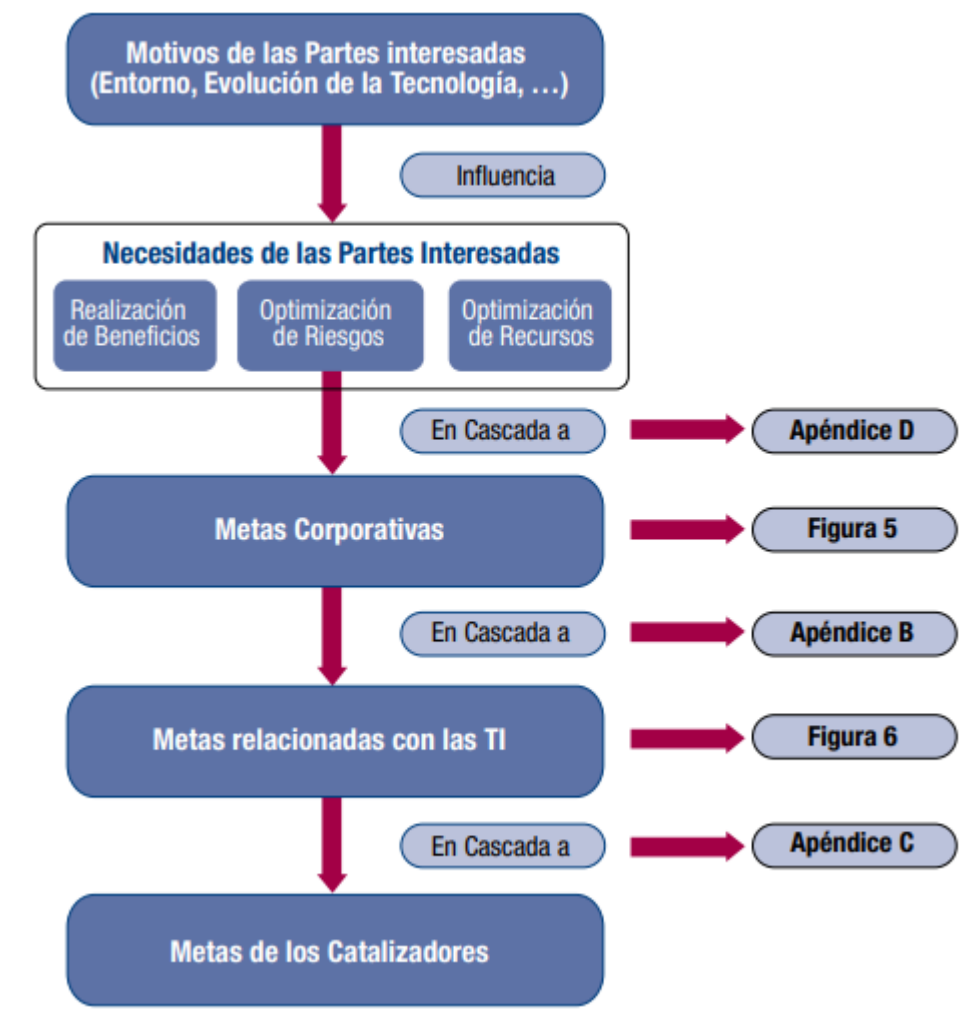 Motivos de las Partes interesadas
(Entorno, Evolución de la Tecnología, …)
Influencia
Necesidades de las Partes Interesadas
Realización
de Beneficios
Optimización
de Riesgos
Optimización
de Recursos
En Cascada a
Apéndice D
Metas Corporativas
Figura 5
En Cascada a
Apéndice B
Metas relacionadas con las TI
Figura 6
En Cascada a
Apéndice C
Metas de los Catalizadores